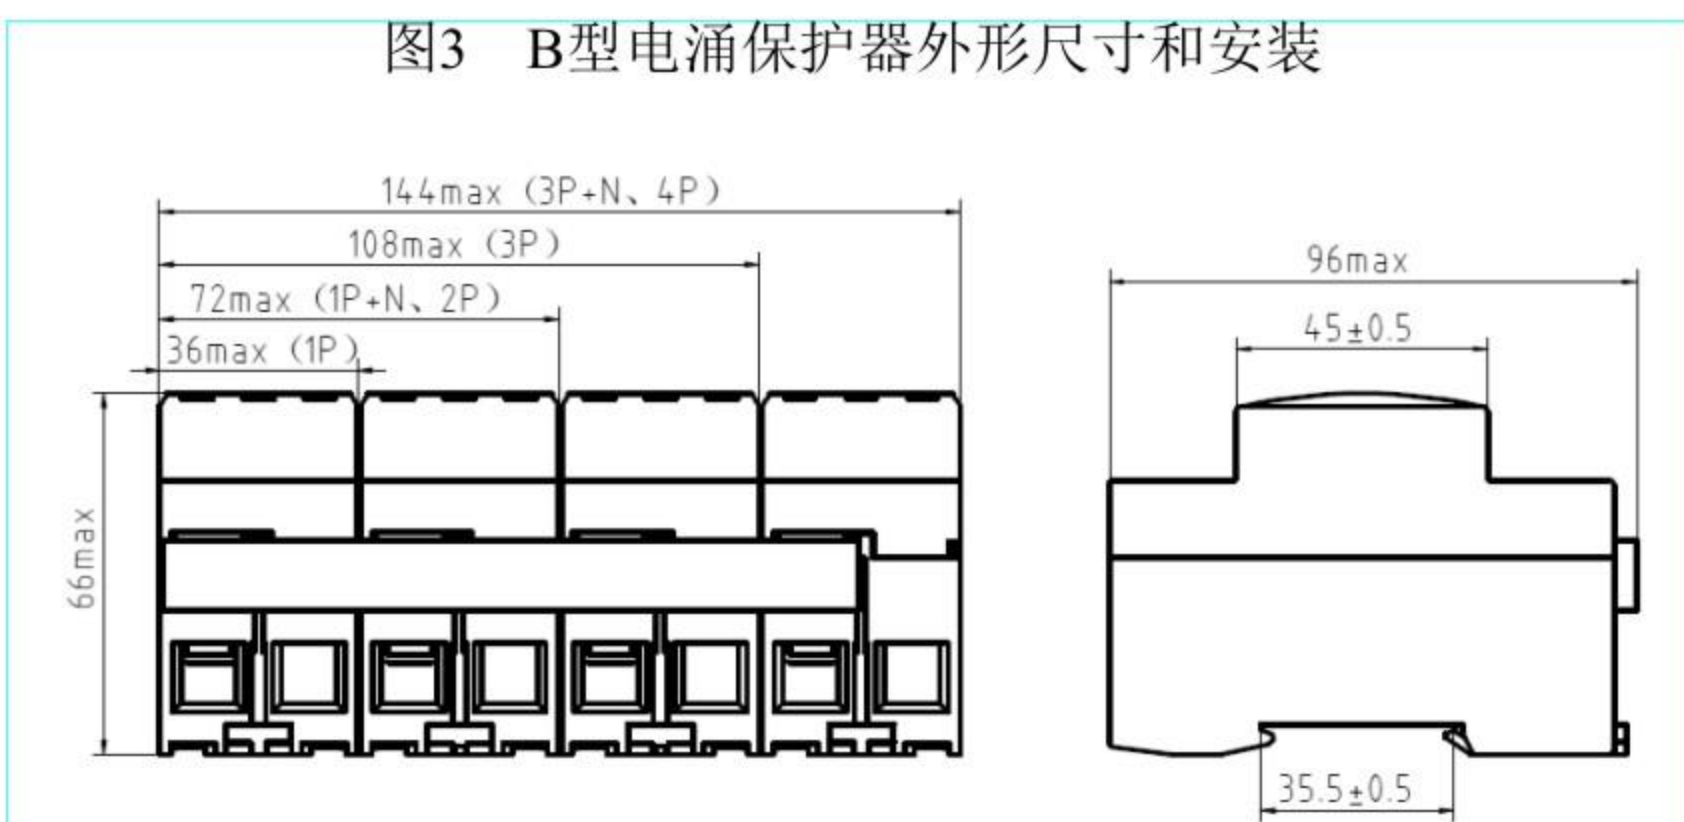 图3 B型电涌保护器外形尺寸和安装
144max (3P+N、4P)
108max (3P)
72max (1P+N、2P)
36max (1P)
66max
96max
45±0.5
35.5±0.5